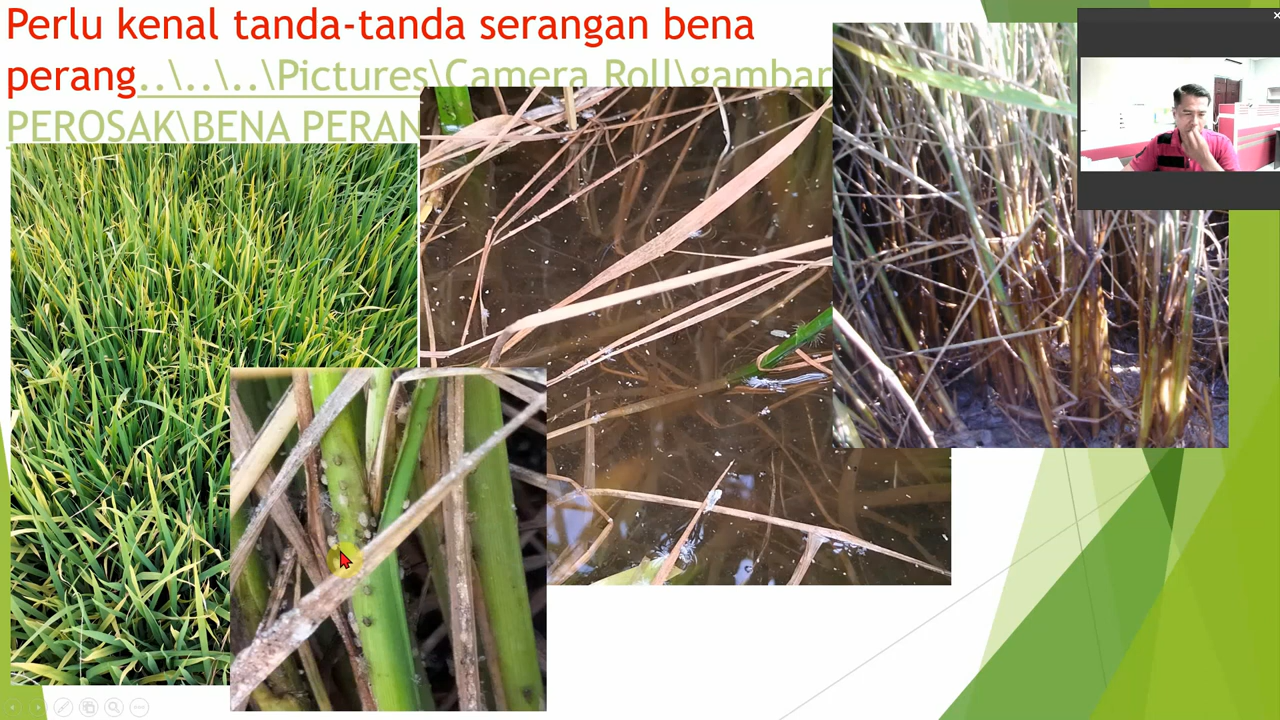 Perlu kenal tanda-tanda serangan bena
perang..\..\..\Pictures\Camera Roll\gambar
PEROSAK\BENA PERAN